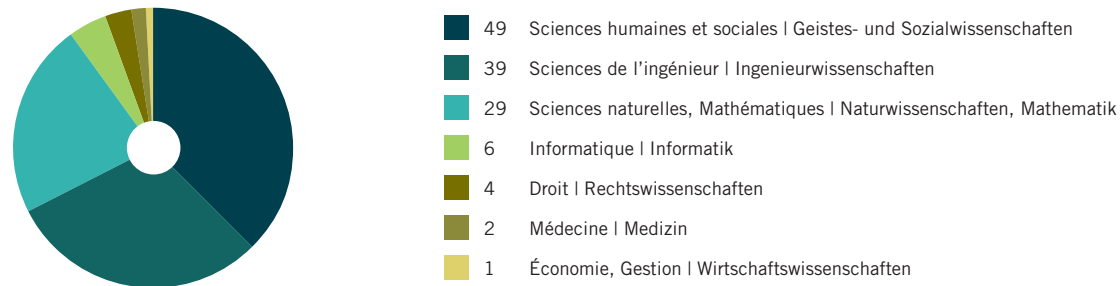 49 Sciences humaines et sociales | Geistes- und Sozialwissenschaften
39 Sciences de l’ingénieur | Ingenieurwissenschaften
29 Sciences naturelles, Mathématiques | Naturwissenschaften, Mathematik
6 Informatique | Informatik
4 Droit | Rechtswissenschaften
2 Médecine | Medizin
1 Économie, Gestion | Wirtschaftswissenschaften